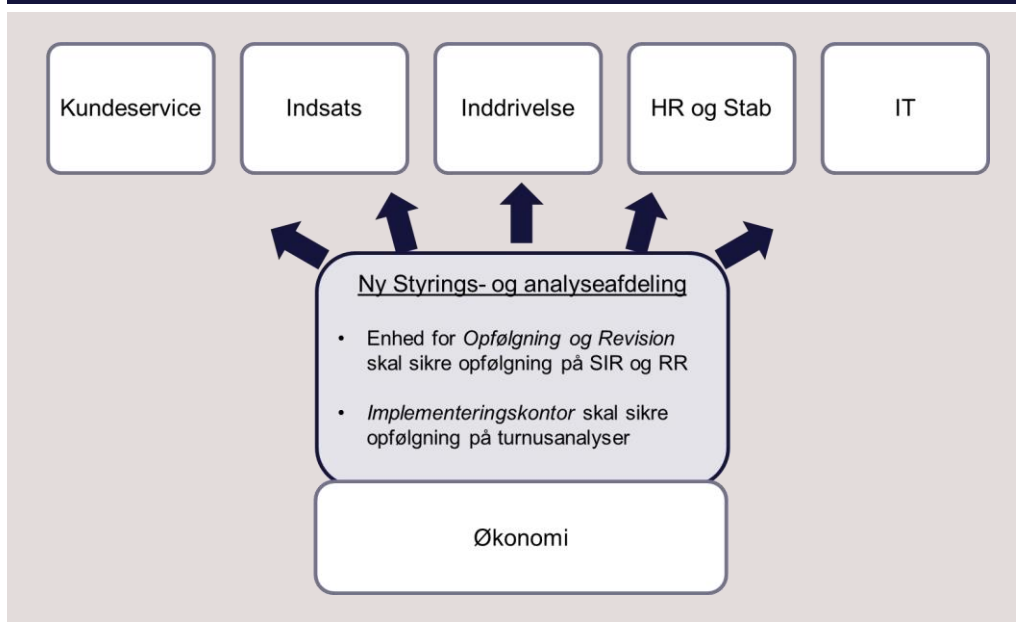 Kundeservice
Indsats
Inddrivelse
HR og Stab
IT
Ny Styrings- og analyseafdeling
• Enhed for Opfølgning og Revision
skal sikre opfølgning på SIR og RR
• Implementeringskontor skal sikre
opfølgning på turnusanalyser
Økonomi